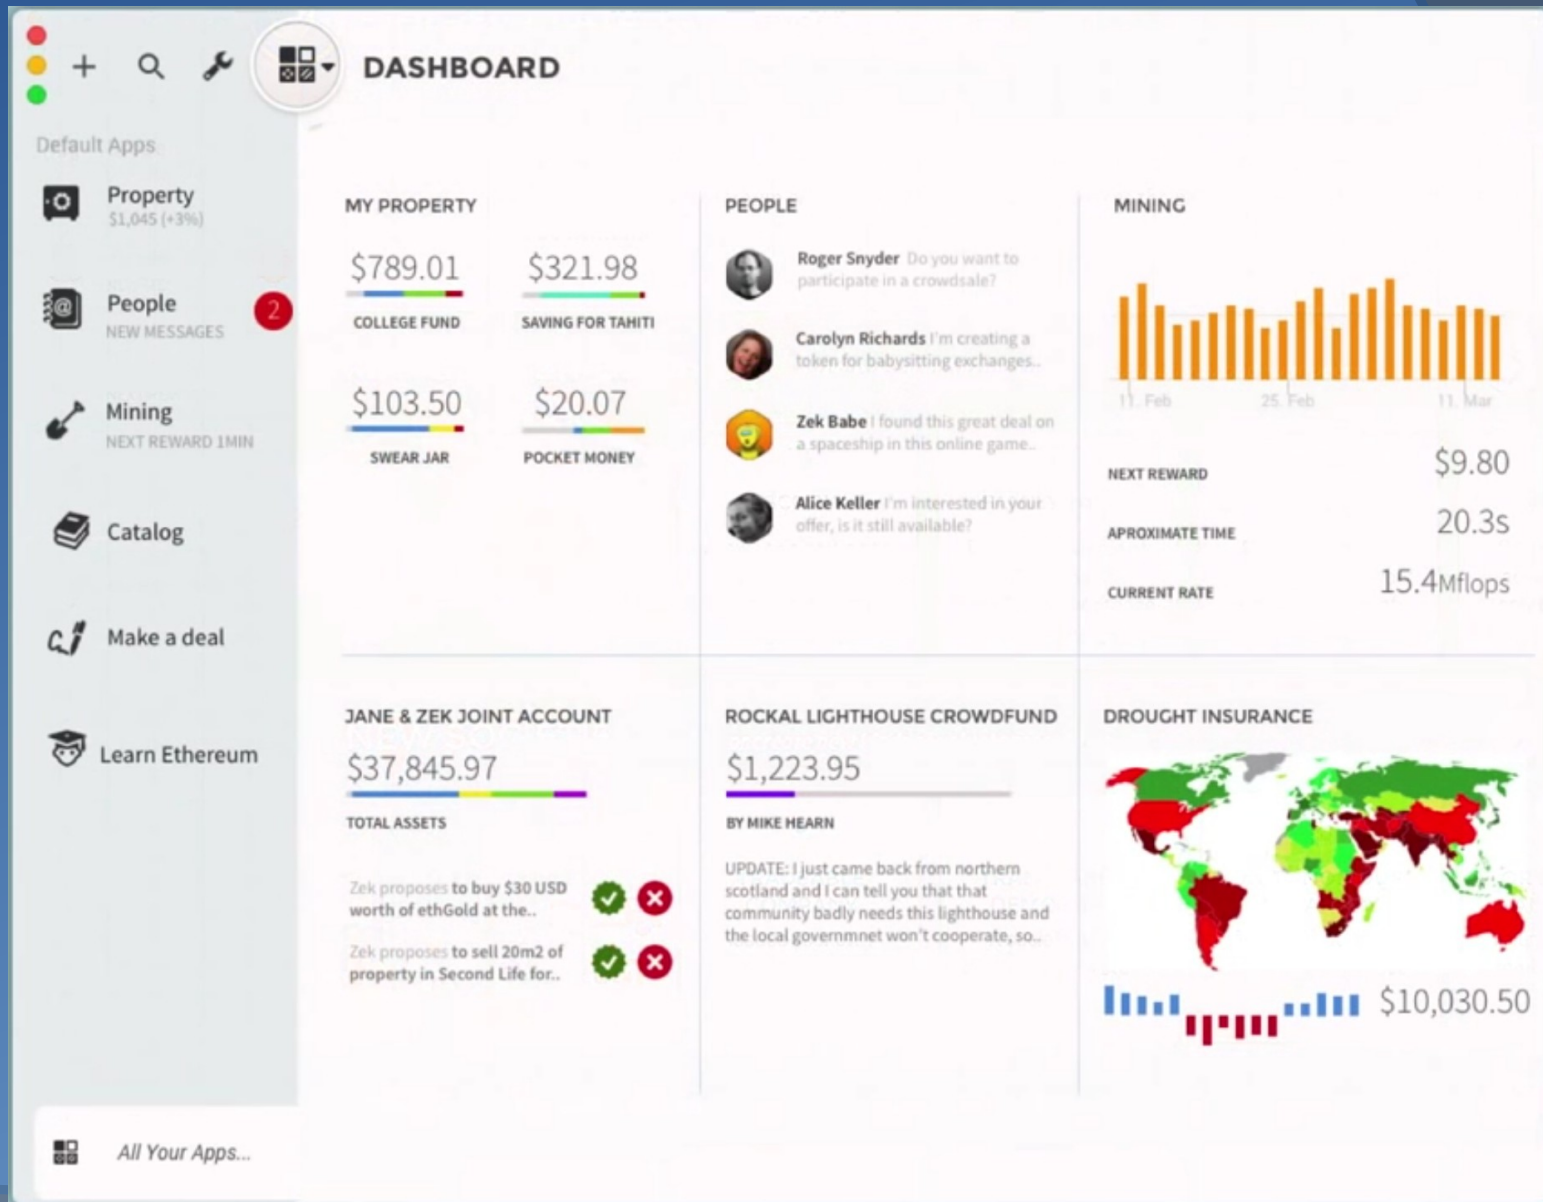 DASHBOARD
Default Apps
Property
$1,045 (+3%)
People
NEW MESSAGES
2
Mining
NEXT REWARD 1MIN
Catalog
Make a deal
Learn Ethereum
All Your Apps...
MY PROPERTY
$789.01
COLLEGE FUND
$321.98
SAVING FOR TAHITI
$103.50
SWEAR JAR
$20.07
POCKET MONEY
PEOPLE
Roger Snyder Do you want to
participate in a crowdsale?
Carolyn Richards I'm creating a
token for babysitting exchanges..
Zek Babe I found this great deal on
a spaceship in this online game..
Alice Keller I'm interested in your
offer, is it still available?
MINING
11. Feb 25. Feb 11. Mar
NEXT REWARD $9.80
APROXIMATE TIME 20.3s
CURRENT RATE 15.4Mflops
JANE & ZEK JOINT ACCOUNT
$37,845.97
TOTAL ASSETS
Zek proposes to buy $30 USD
worth of ethGold at the..
Zek proposes to sell 20m2 of
property in Second Life for..
ROCKAL LIGHTHOUSE CROWDFUND
$1,223.95
BY MIKE HEARN
UPDATE: I just came back from northern
scotland and I can tell you that that
community badly needs this lighthouse and
the local governmnet won't cooperate, so..
DROUGHT INSURANCE
$10,030.50